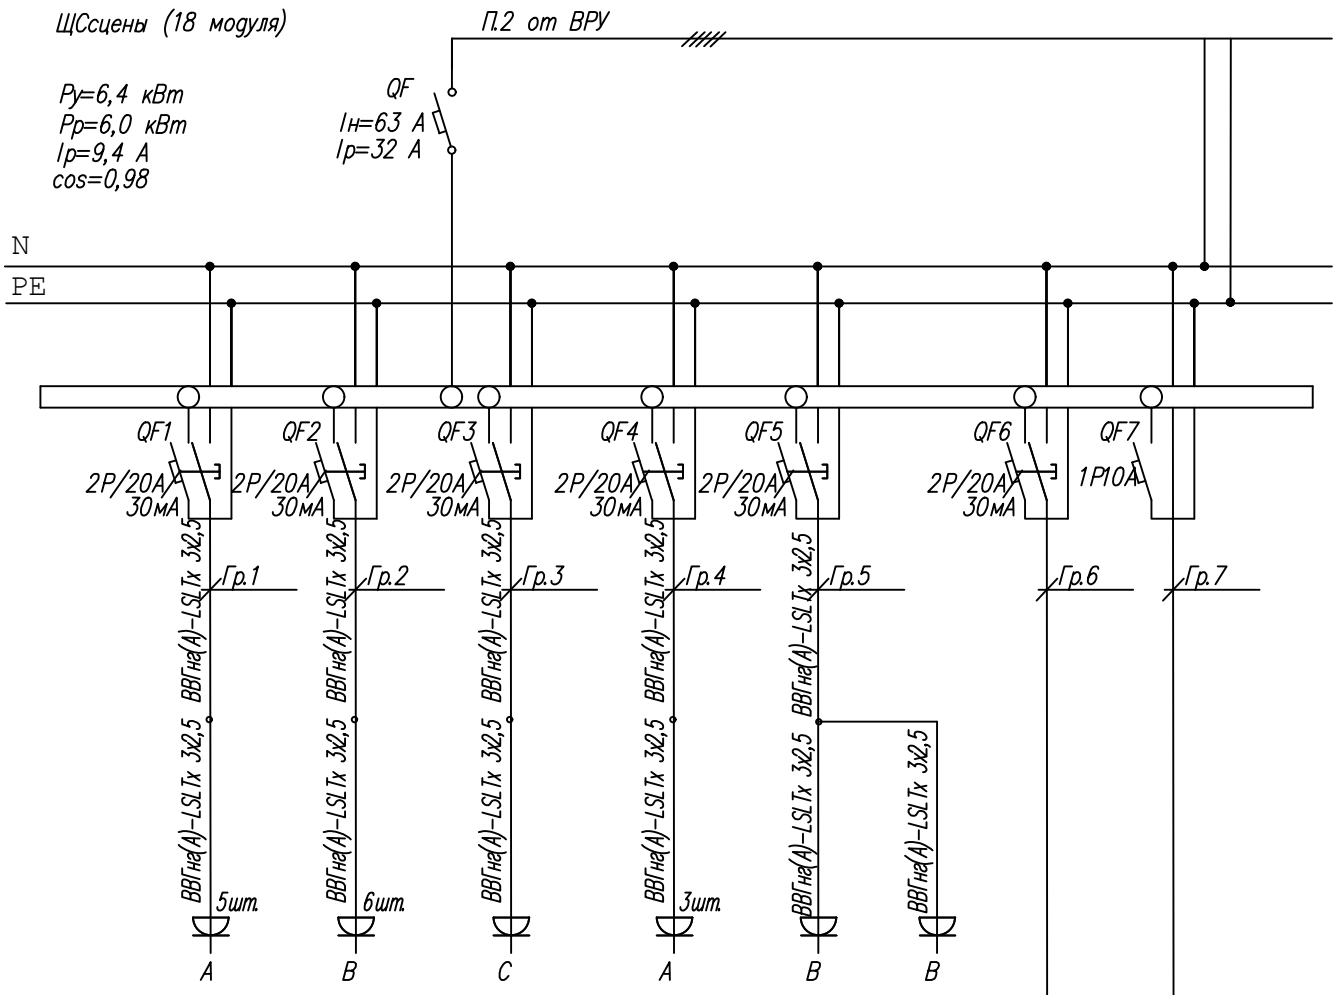 ЩСсцены (18 модуля)
П.2 от ВРУ
Ру=6,4 кВт
Рр=6,0 кВт
Iр=9,4 А
cos=0,98
QF
Iн=63 А
Iр=32 А
N
PE
QF1
2Р/20А
30мА
QF2
2Р/20А
30мА
QF3
2Р/20А
30мА
QF4
2Р/20А
30мА
QF5
2Р/20А
30мА
QF6
2Р/20А
30мА
QF7
1Р10А
Гр.1
Гр.2
Гр.3
Гр.4
Гр.5
Гр.6
Гр.7
ВВГнг(А)-LSLTx 3х2,5
ВВГнг(А)-LSLTx 3х2,5
ВВГнг(А)-LSLTx 3х2,5
ВВГнг(А)-LSLTx 3х2,5
ВВГнг(А)-LSLTx 3х2,5
ВВГнг(А)-LSLTx 3х2,5
ВВГнг(А)-LSLTx 3х2,5
ВВГнг(А)-LSLTx 3х2,5
ВВГнг(А)-LSLTx 3х2,5
ВВГнг(А)-LSLTx 3х2,5
ВВГнг(А)-LSLTx 3х2,5
5шт.
6шт.
3шт.
А
В
С
А
В
В